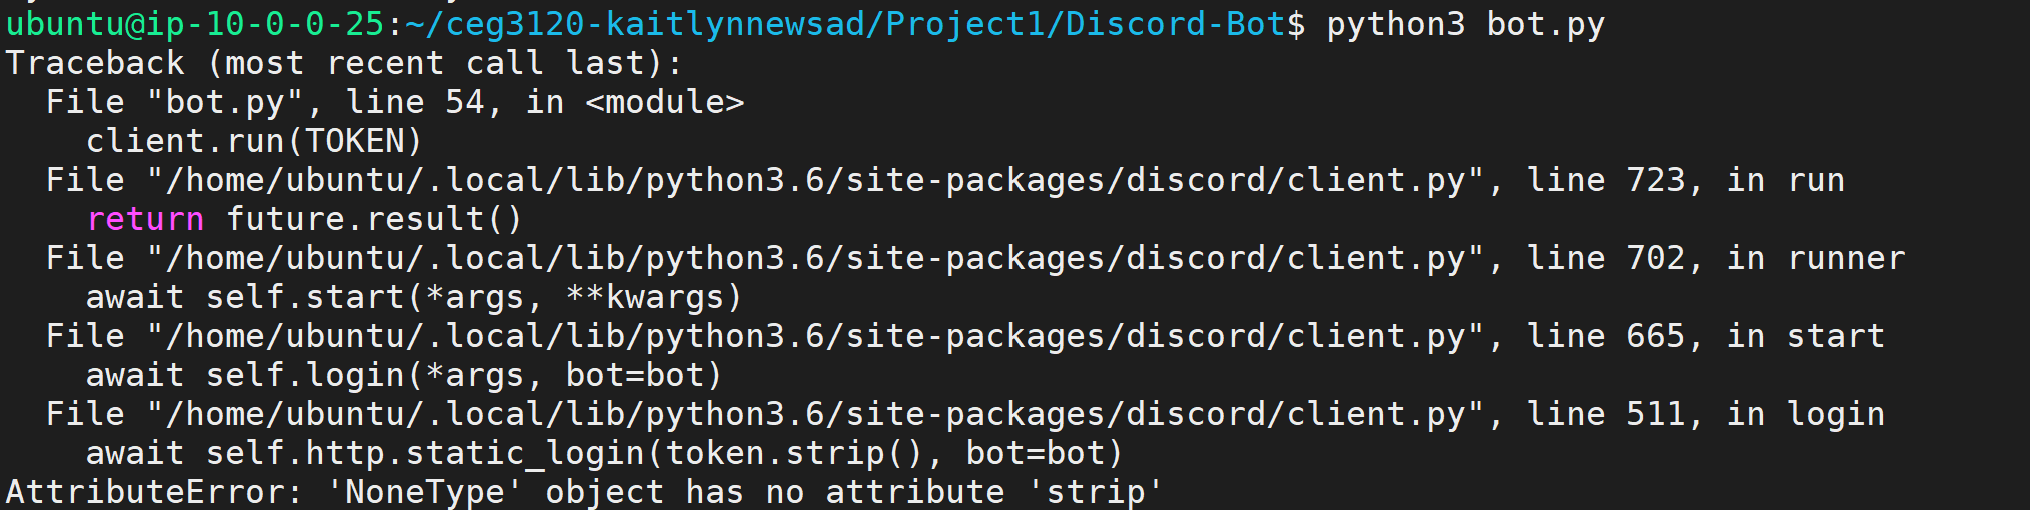 ubuntu@ip-10-0-0-25:~/ceg3120-kaitlynnewsad/Project1/Discord-Bot$ python3 bot.py
Traceback (most recent call last):
  File "bot.py", line 54, in <module>
    client.run(TOKEN)
  File "/home/ubuntu/.local/lib/python3.6/site-packages/discord/client.py", line 723, in run
    return future.result()
  File "/home/ubuntu/.local/lib/python3.6/site-packages/discord/client.py", line 702, in runner
    await self.start(*args, **kwargs)
  File "/home/ubuntu/.local/lib/python3.6/site-packages/discord/client.py", line 665, in start
    await self.login(*args, bot=bot)
  File "/home/ubuntu/.local/lib/python3.6/site-packages/discord/client.py", line 511, in login
    await self.http.static_login(token.strip(), bot=bot)
AttributeError: 'NoneType' object has no attribute 'strip'